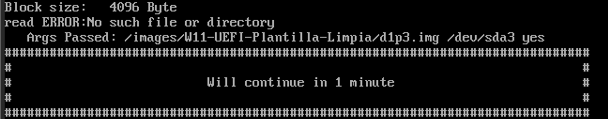 Block size:   4096 Byte
read ERROR:No such file or directory
   Args Passed: /images/W11-UEFI-Plantilla-Limpia/d1p3.img /dev/sda3 yes
##############################################################################
#                                                                            #
#                         Will continue in 1 minute                          #
#                                                                            #
##############################################################################